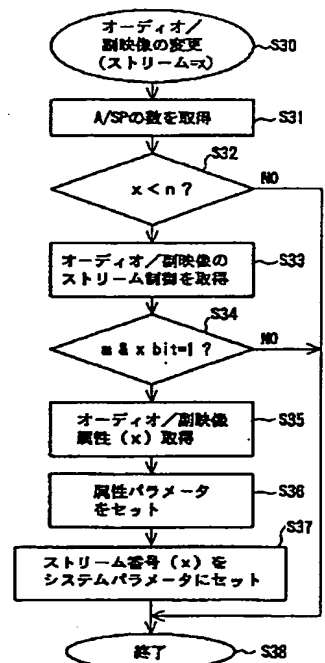 オーディオ/
副映像の変更
(ストリーム=x)
S30
A/SPの数を取得
S31
S32
x < n ?
NO
オーディオ/副映像の
ストリーム制御を取得
S33
S34
m & x bit=1 ?
NO
オーディオ/副映像
属性 (x) 取得
S35
属性パラメータ
をセット
S36
S37
ストリーム番号 (x) を
システムパラメータにセット
終了
S38